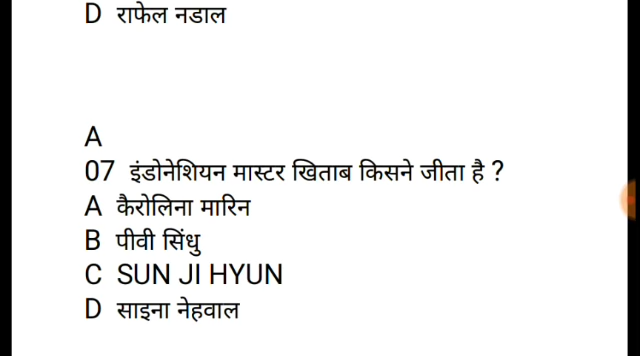 D राफेल नडाल
A
07 इंडोनेशियन मास्टर खिताब किसने जीता है ?
A कैरोलिना मारिन
B पीवी सिंधु
C SUN JI HYUN
D साइना नेहवाल